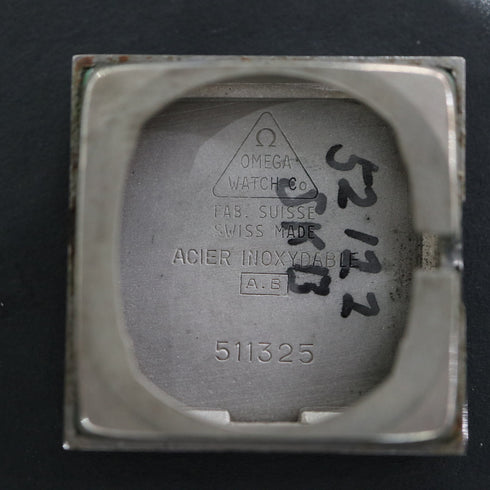 Ω
OMEGA
WATCH Co
FAB. SUISSE
SWISS MADE
ACIER INOXYDABLE
A.B
511325